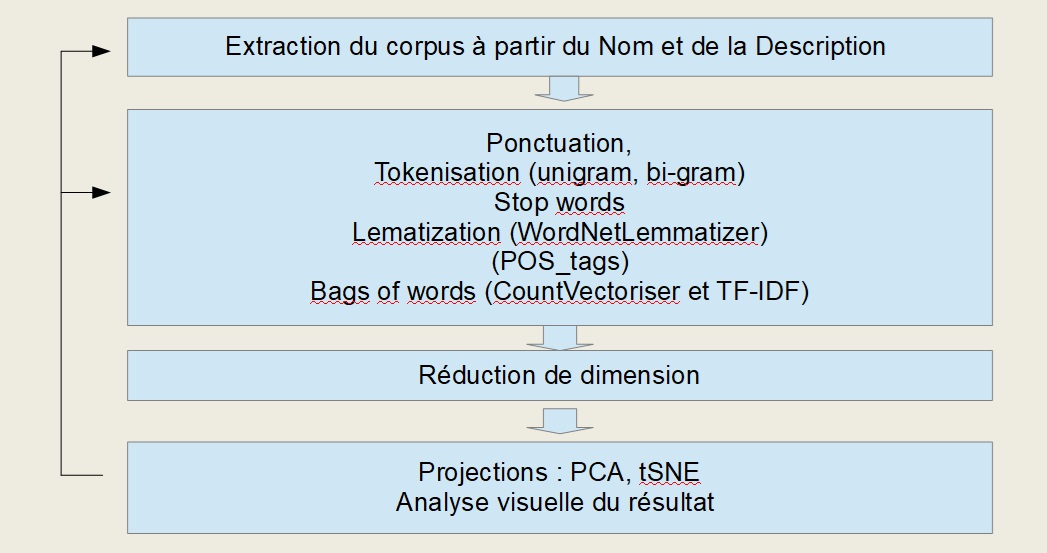 Extraction du corpus à partir du Nom et de la Description
Ponctuation,
Tokenisation (unigram, bi-gram)
Stop words
Lematization (WordNetLemmatizer)
(POS_tags)
Bags of words (CountVectoriser et TF-IDF)
Réduction de dimension
Projections : PCA, tSNE
Analyse visuelle du résultat